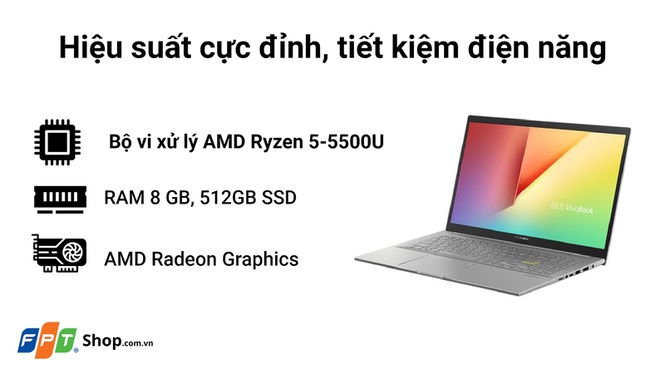 Hiệu suất cực đỉnh, tiết kiệm điện năng
Bộ vi xử lý AMD Ryzen 5-5500U
RAM 8 GB, 512GB SSD
AMD Radeon Graphics
ASUS VivoBook
FPT Shop.com.vn